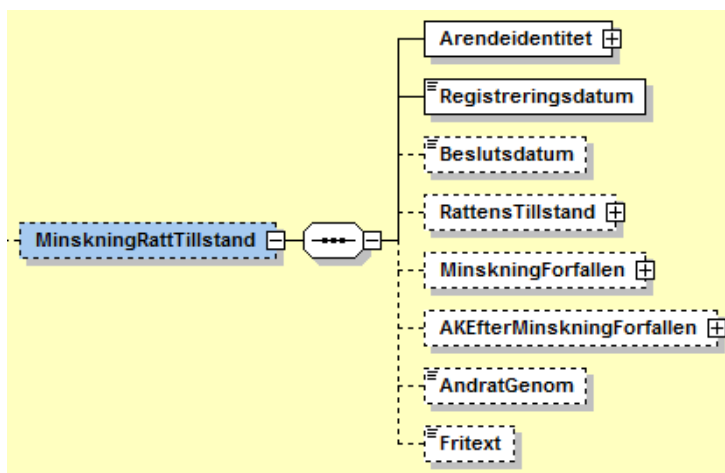 Arendeidentitet
Registreringsdatum
Beslutsdatum
RattensTillstand
MinskningRattTillstand
MinskningForfallen
AKEfterMinskningForfallen
AndratGenom
Fritext